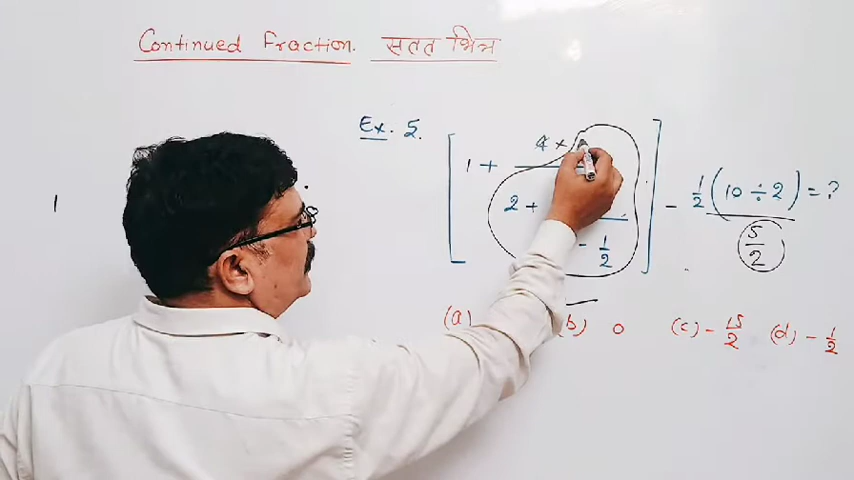 Continued Fraction. सतत भिन्न
Ex. 5.
[ 1 + 4 ×
2 +
- 1/2 ] - 1/2 (10 ÷ 2) = ?
5/2
(a) (b) 0 (c) - 15/2 (d) - 1/2
1